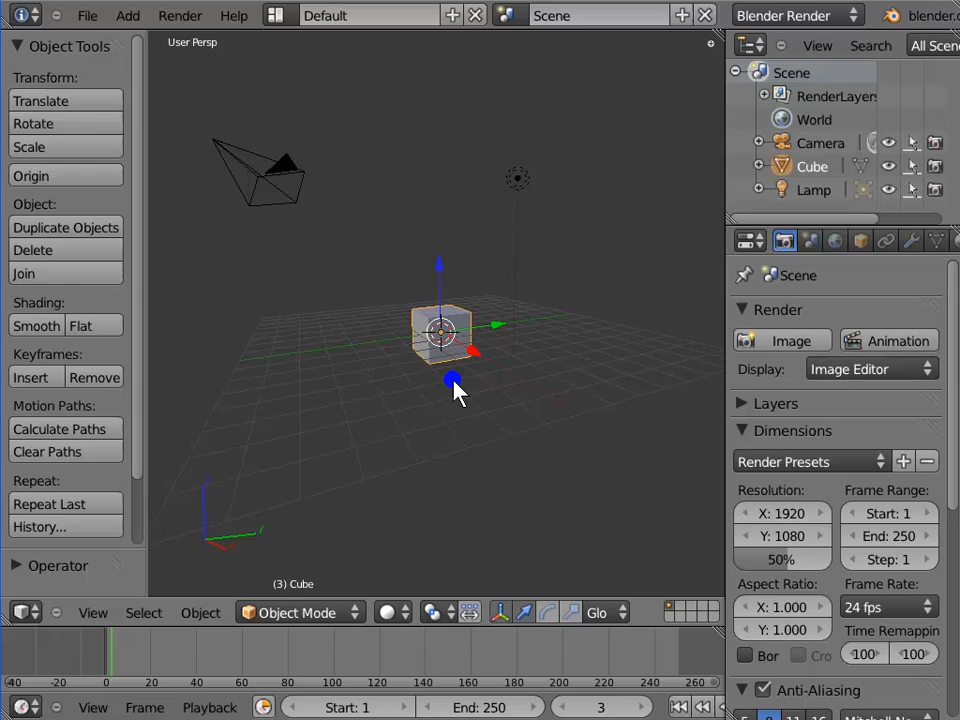 File Add Render Help Default Scene Blender Render
Object Tools
Transform:
Translate
Rotate
Scale
Origin
Object:
Duplicate Objects
Delete
Join
Shading:
Smooth Flat
Keyframes:
Insert Remove
Motion Paths:
Calculate Paths
Clear Paths
Repeat:
Repeat Last
History...
Operator
User Persp
(3) Cube
View Select Object Object Mode Glo
-20 0 20 40 60 80 100 120 140 160 180 200 220 240 260
View Frame Playback Start: 1 End: 250 3
View Search All Scen
Scene
RenderLayers
World
Camera
Cube
Lamp
Scene
Render
Image Animation
Display: Image Editor
Layers
Dimensions
Render Presets
Resolution: Frame Range:
X: 1920 Start: 1
Y: 1080 End: 250
50% Step: 1
Aspect Ratio: Frame Rate:
X: 1.000 24 fps
Y: 1.000 Time Remappin
Bor Cro 100 100
Anti-Aliasing